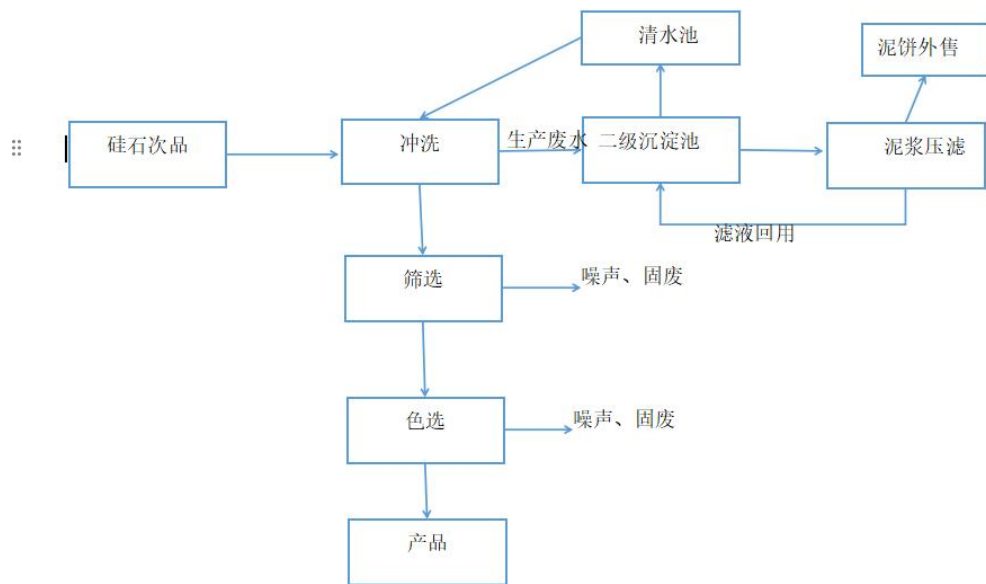 清水池
泥饼外售
硅石次品
冲洗
生产废水
二级沉淀池
泥浆压滤
滤液回用
筛选
噪声、固废
色选
噪声、固废
产品